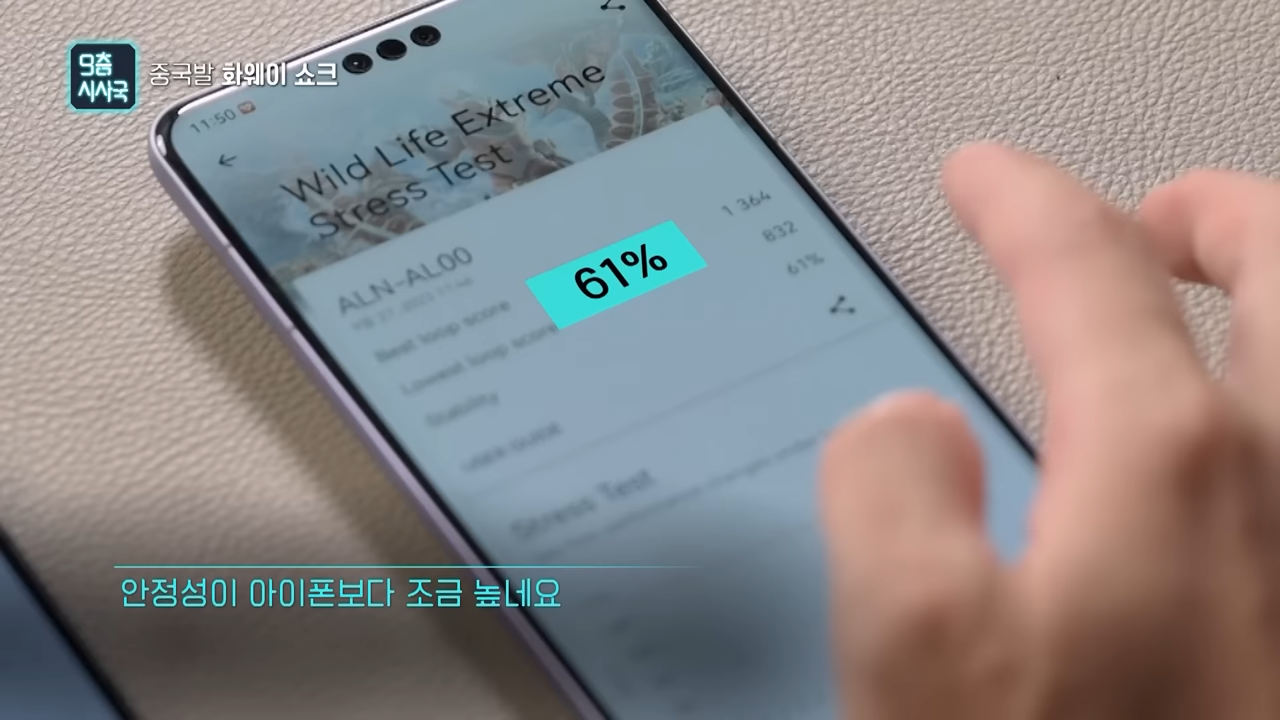 9층
시사국
중국발 화웨이 쇼크
11:50
Wild Life Extreme
Stress Test
ALN-AL00
Best loop score 1 364
Lowest loop score 832
Stability 61%
61%
USER GUIDE
Stress Test
안정성이 아이폰보다 조금 높네요